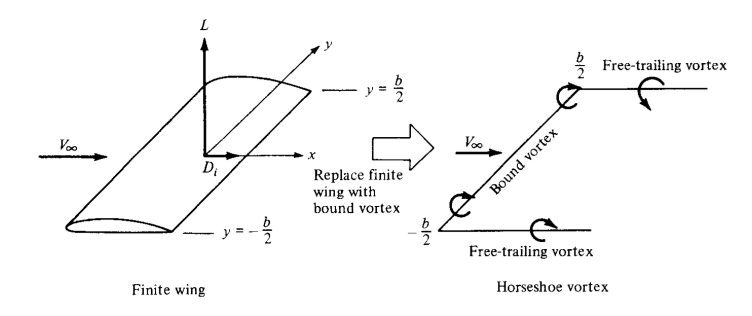 L
y
y = b/2
V∞
x
D_i
y = − b/2
Finite wing
Replace finite
wing with
bound vortex
b/2
Free-trailing vortex
V∞
Bound vortex
− b/2
Free-trailing vortex
Horseshoe vortex